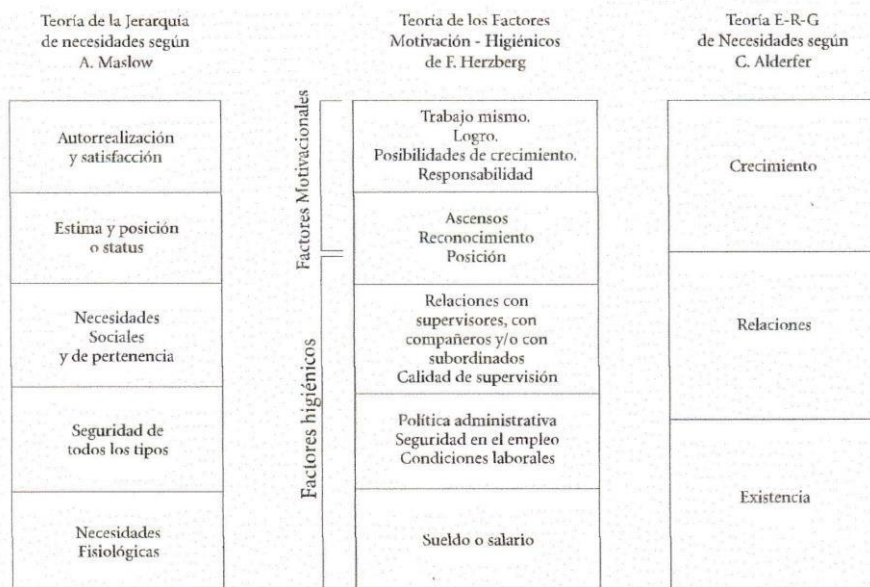 Teoría de la Jerarquía
de necesidades según
A. Maslow
Autorrealización
y satisfacción
Estima y posición
o status
Necesidades
Sociales
y de pertenencia
Seguridad de
todos los tipos
Necesidades
Fisiológicas
Teoría de los Factores
Motivación - Higiénicos
de F. Herzberg
Factores Motivacionales
Factores higiénicos
Trabajo mismo.
Logro.
Posibilidades de crecimiento.
Responsabilidad
Ascensos
Reconocimiento
Posición
Relaciones con
supervisores, con
compañeros y/o con
subordinados
Calidad de supervisión
Política administrativa
Seguridad en el empleo
Condiciones laborales
Sueldo o salario
Teoría E-R-G
de Necesidades según
C. Alderfer
Crecimiento
Relaciones
Existencia